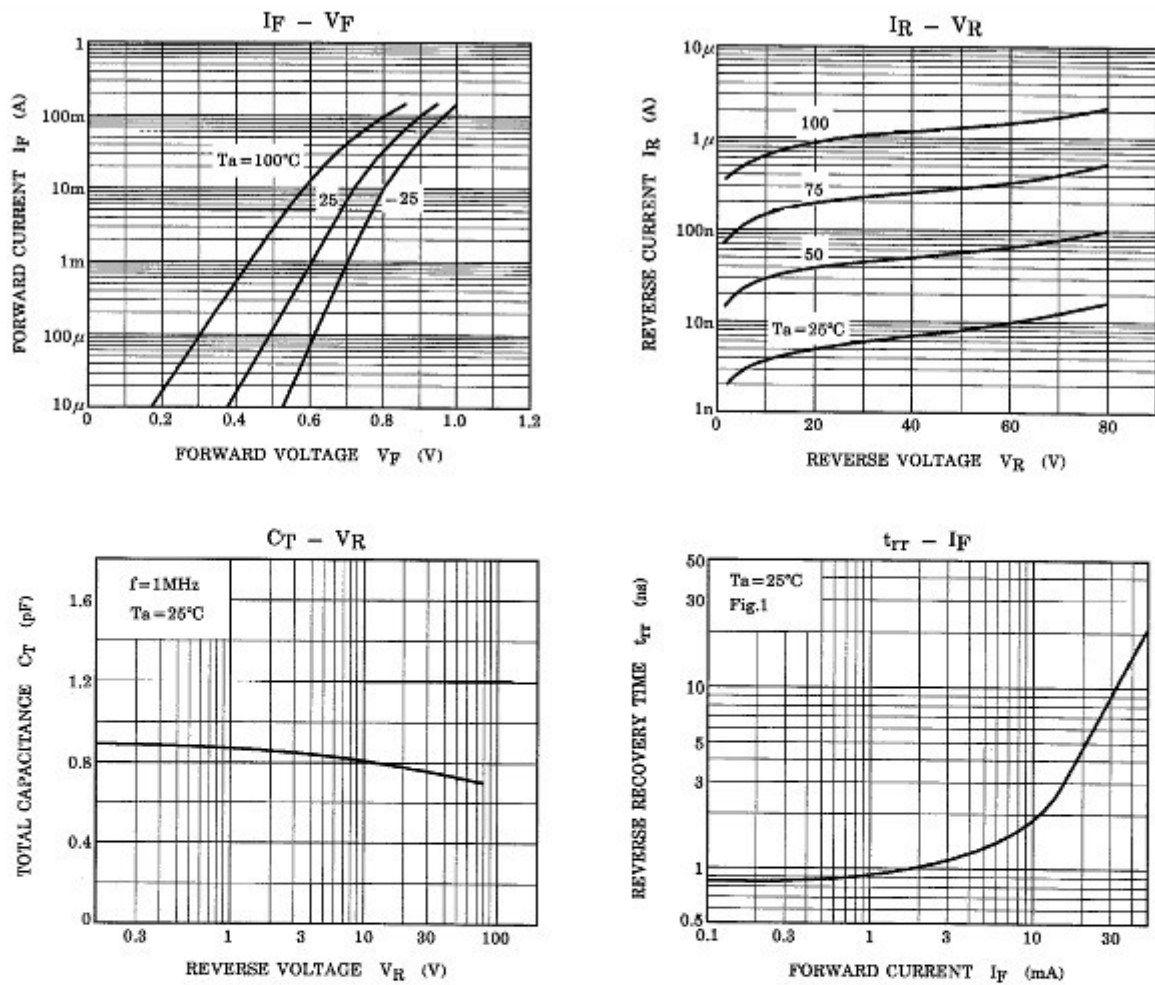 IF – VF
FORWARD CURRENT IF (A)
1
100m
10m
1m
100μ
10μ
Ta=100°C
25
−25
0 0.2 0.4 0.6 0.8 1.0 1.2
FORWARD VOLTAGE VF (V)
IR – VR
REVERSE CURRENT IR (A)
10μ
1μ
100n
10n
1n
100
75
50
Ta=25°C
0 20 40 60 80
REVERSE VOLTAGE VR (V)
CT – VR
TOTAL CAPACITANCE CT (pF)
1.6
1.2
0.8
0.4
0
f=1MHz
Ta=25°C
0.3 1 3 10 30 100
REVERSE VOLTAGE VR (V)
trr – IF
REVERSE RECOVERY TIME trr (ns)
50
30
10
5
3
1
0.5
Ta=25°C
Fig.1
0.1 0.3 1 3 10 30
FORWARD CURRENT IF (mA)